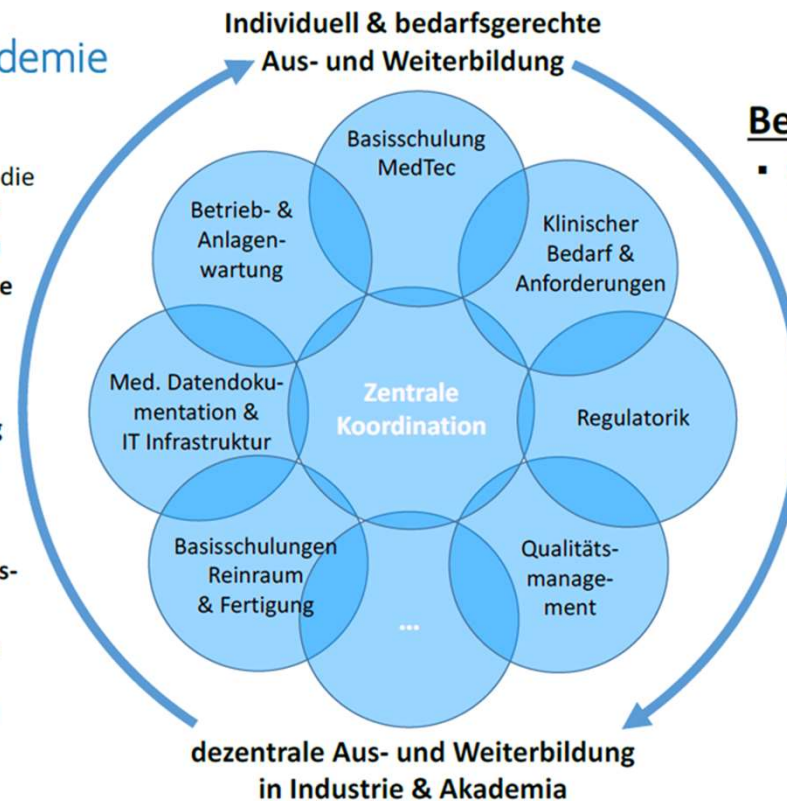 Individuell & bedarfsgerechte
Aus- und Weiterbildung
demie
Be
die
e
g
s-
Basisschulung
MedTec
Betrieb- &
Anlagen-
wartung
Klinischer
Bedarf &
Anforderungen
Med. Datendoku-
mentation &
IT Infrastruktur
Zentrale
Koordination
Regulatorik
Basisschulungen
Reinraum
& Fertigung
Qualitäts-
manage-
ment
...
dezentrale Aus- und Weiterbildung
in Industrie & Akademia